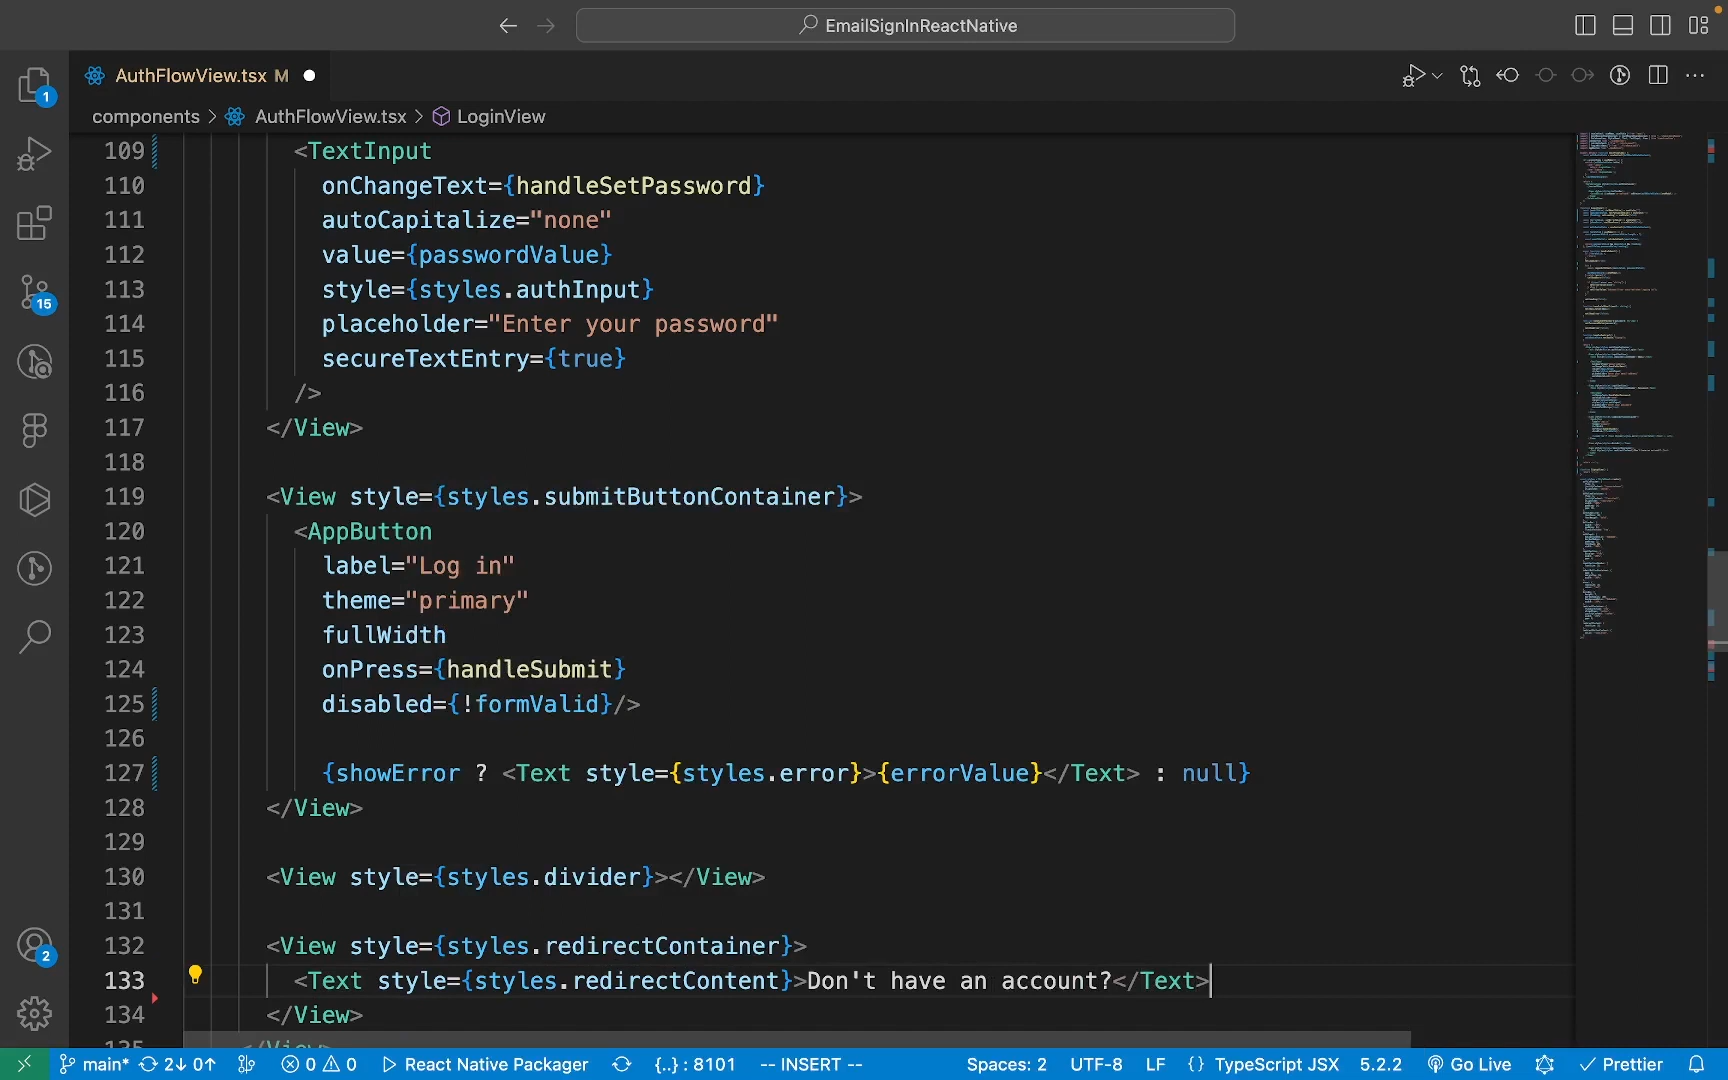 EmailSignInReactNative
AuthFlowView.tsx M
components > AuthFlowView.tsx > LoginView
109 <TextInput
110 onChangeText={handleSetPassword}
111 autoCapitalize="none"
112 value={passwordValue}
113 style={styles.authInput}
114 placeholder="Enter your password"
115 secureTextEntry={true}
116 />
117 </View>
118
119 <View style={styles.submitButtonContainer}>
120 <AppButton
121 label="Log in"
122 theme="primary"
123 fullWidth
124 onPress={handleSubmit}
125 disabled={!formValid}/>
126
127 {showError ? <Text style={styles.error}>{errorValue}</Text> : null}
128 </View>
129
130 <View style={styles.divider}></View>
131
132 <View style={styles.redirectContainer}>
133 <Text style={styles.redirectContent}>Don't have an account?</Text>
134 </View>
135 </View>
1
15
2
main* 2↓ 0↑ 0 0 React Native Packager {..} : 8101 -- INSERT -- Spaces: 2 UTF-8 LF {} TypeScript JSX 5.2.2 Go Live Prettier